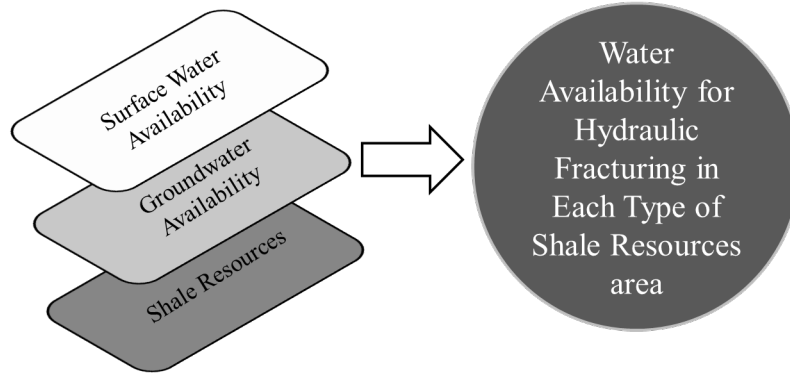 Surface Water
Availability
Groundwater
Availability
Shale Resources
Water
Availability for
Hydraulic
Fracturing in
Each Type of
Shale Resources
area